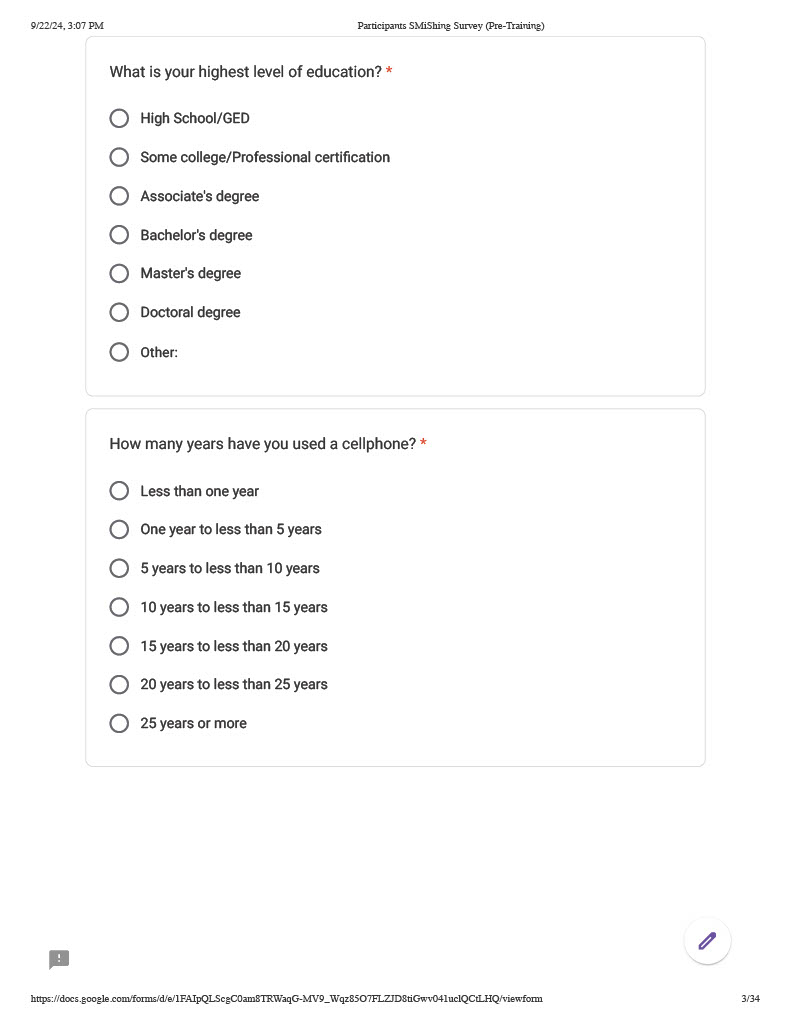 9/22/24, 3:07 PM
Participants SMiShing Survey (Pre-Training)
What is your highest level of education? *
High School/GED
Some college/Professional certification
Associate's degree
Bachelor's degree
Master's degree
Doctoral degree
Other:
How many years have you used a cellphone? *
Less than one year
One year to less than 5 years
5 years to less than 10 years
10 years to less than 15 years
15 years to less than 20 years
20 years to less than 25 years
25 years or more
https://docs.google.com/forms/d/e/1FAIpQLScgC0am8TRWaqG-MV9_Wqz85O7FLZJD8tiGwv041uclQCtLHQ/viewform
3/34